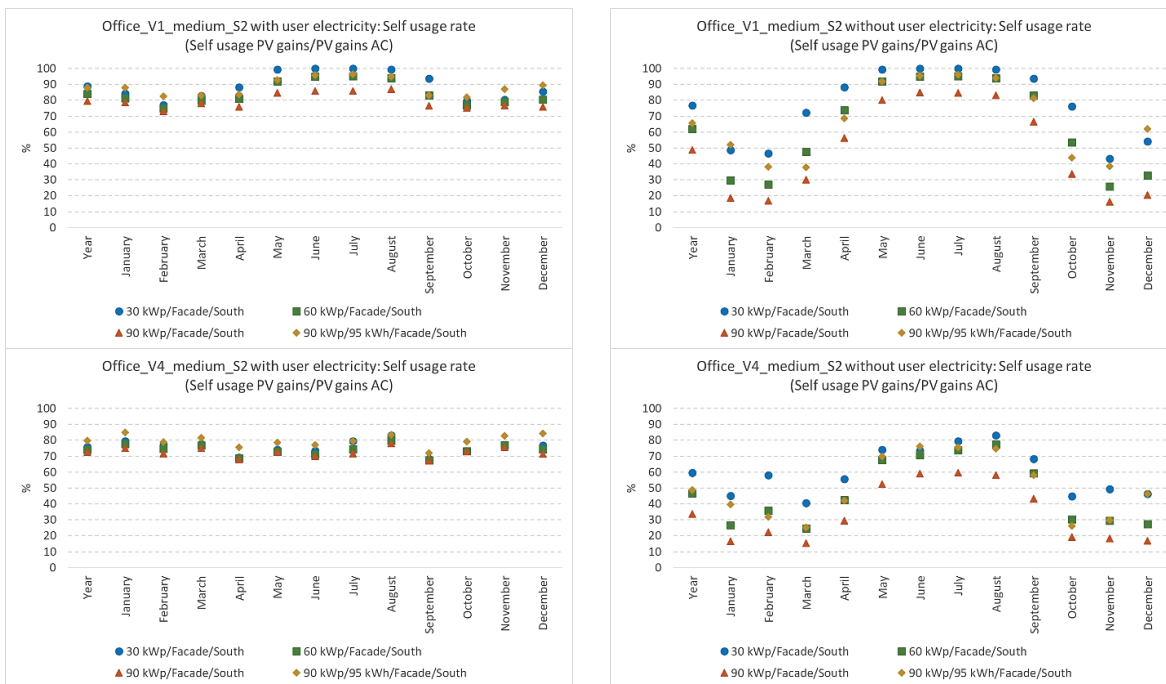 Office_V1_medium_S2 with user electricity: Self usage rate
(Self usage PV gains/PV gains AC)
100
90
80
70
60
50
40
30
20
10
0
%
Year
January
February
March
April
May
June
July
August
September
October
November
December
30 kWp/Facade/South
60 kWp/Facade/South
90 kWp/Facade/South
90 kWp/95 kWh/Facade/South
Office_V1_medium_S2 without user electricity: Self usage rate
(Self usage PV gains/PV gains AC)
100
90
80
70
60
50
40
30
20
10
0
%
Year
January
February
March
April
May
June
July
August
September
October
November
December
30 kWp/Facade/South
60 kWp/Facade/South
90 kWp/Facade/South
90 kWp/95 kWh/Facade/South
Office_V4_medium_S2 with user electricity: Self usage rate
(Self usage PV gains/PV gains AC)
100
90
80
70
60
50
40
30
20
10
0
%
Year
January
February
March
April
May
June
July
August
September
October
November
December
30 kWp/Facade/South
60 kWp/Facade/South
90 kWp/Facade/South
90 kWp/95 kWh/Facade/South
Office_V4_medium_S2 without user electricity: Self usage rate
(Self usage PV gains/PV gains AC)
100
90
80
70
60
50
40
30
20
10
0
%
Year
January
February
March
April
May
June
July
August
September
October
November
December
30 kWp/Facade/South
60 kWp/Facade/South
90 kWp/Facade/South
90 kWp/95 kWh/Facade/South